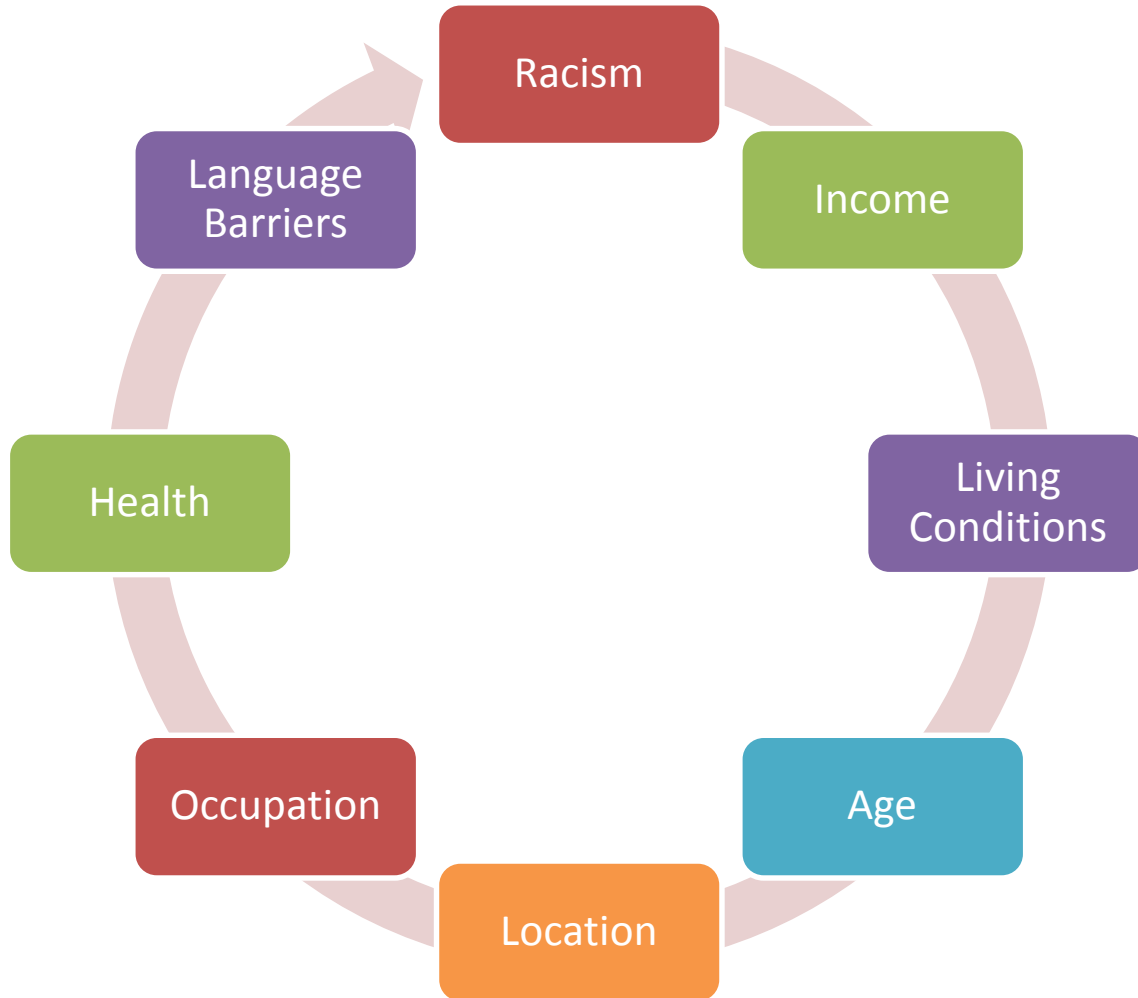 Racism
Income
Living
Conditions
Age
Location
Occupation
Health
Language
Barriers